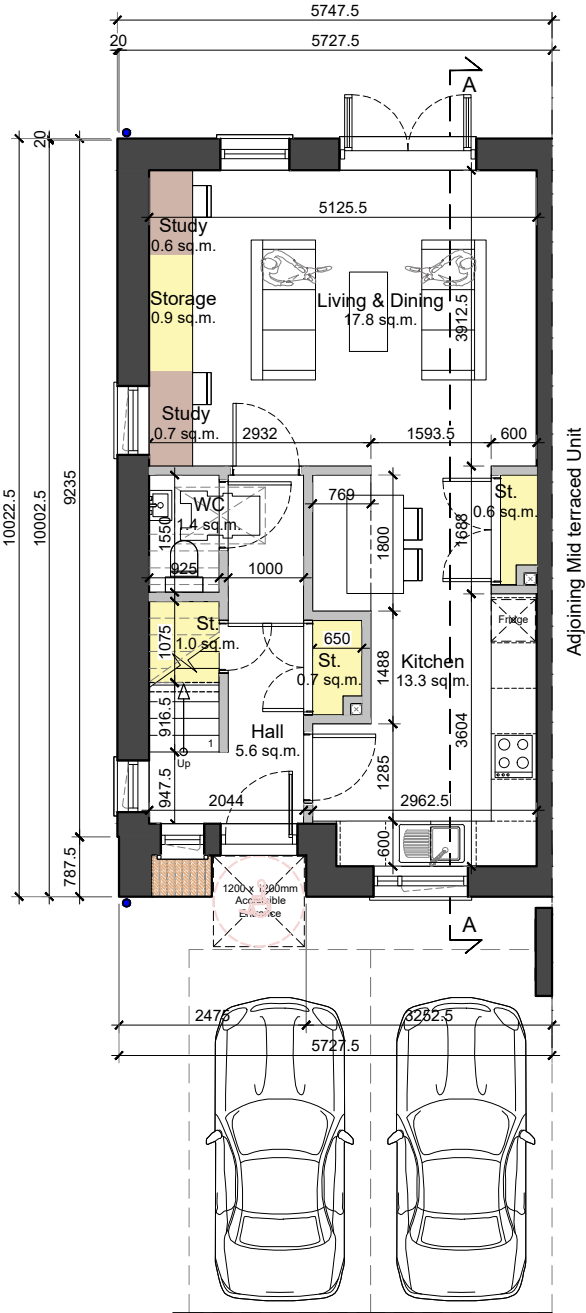 5747.5
20
5727.5
A
20
5125.5
Study
0.6 sq.m.
Storage
0.9 sq.m.
Living & Dining
17.8 sq.m.
3912.5
Study
0.7 sq.m.
2932
1593.5
600
10022.5
10002.5
9235
Adjoining Mid terraced Unit
WC
1.4 sq.m.
1550
925
1000
769
1800
1688
St.
0.6 sq.m.
St.
1.0 sq.m.
1075
650
St.
0.7 sq.m.
1488
Kitchen
13.3 sq.m.
Fridge
916.5
1
Up
Hall
5.6 sq.m.
3604
1285
947.5
2044
2962.5
600
787.5
1200 x 1200mm
Accessible
Entrance
A
2475
3252.5
5727.5